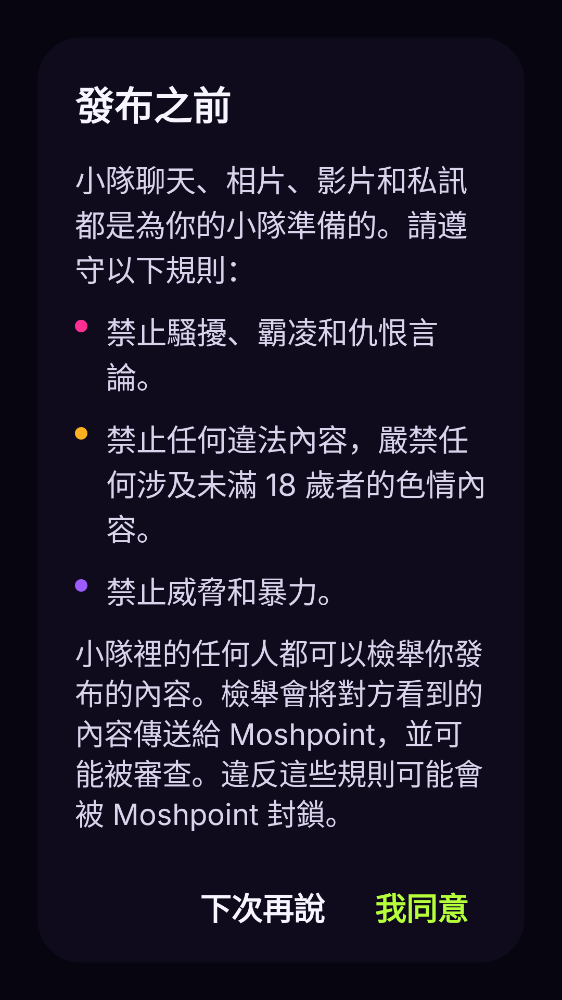 發布之前
小隊聊天、相片、影片和私訊
都是為你的小隊準備的。請遵
守以下規則：
禁止騷擾、霸凌和仇恨言
論。
禁止任何違法內容，嚴禁任
何涉及未滿 18 歲者的色情內
容。
禁止威脅和暴力。
小隊裡的任何人都可以檢舉你發
布的內容。檢舉會將對方看到的
內容傳送給 Moshpoint，並可
能被審查。違反這些規則可能會
被 Moshpoint 封鎖。
下次再說 我同意